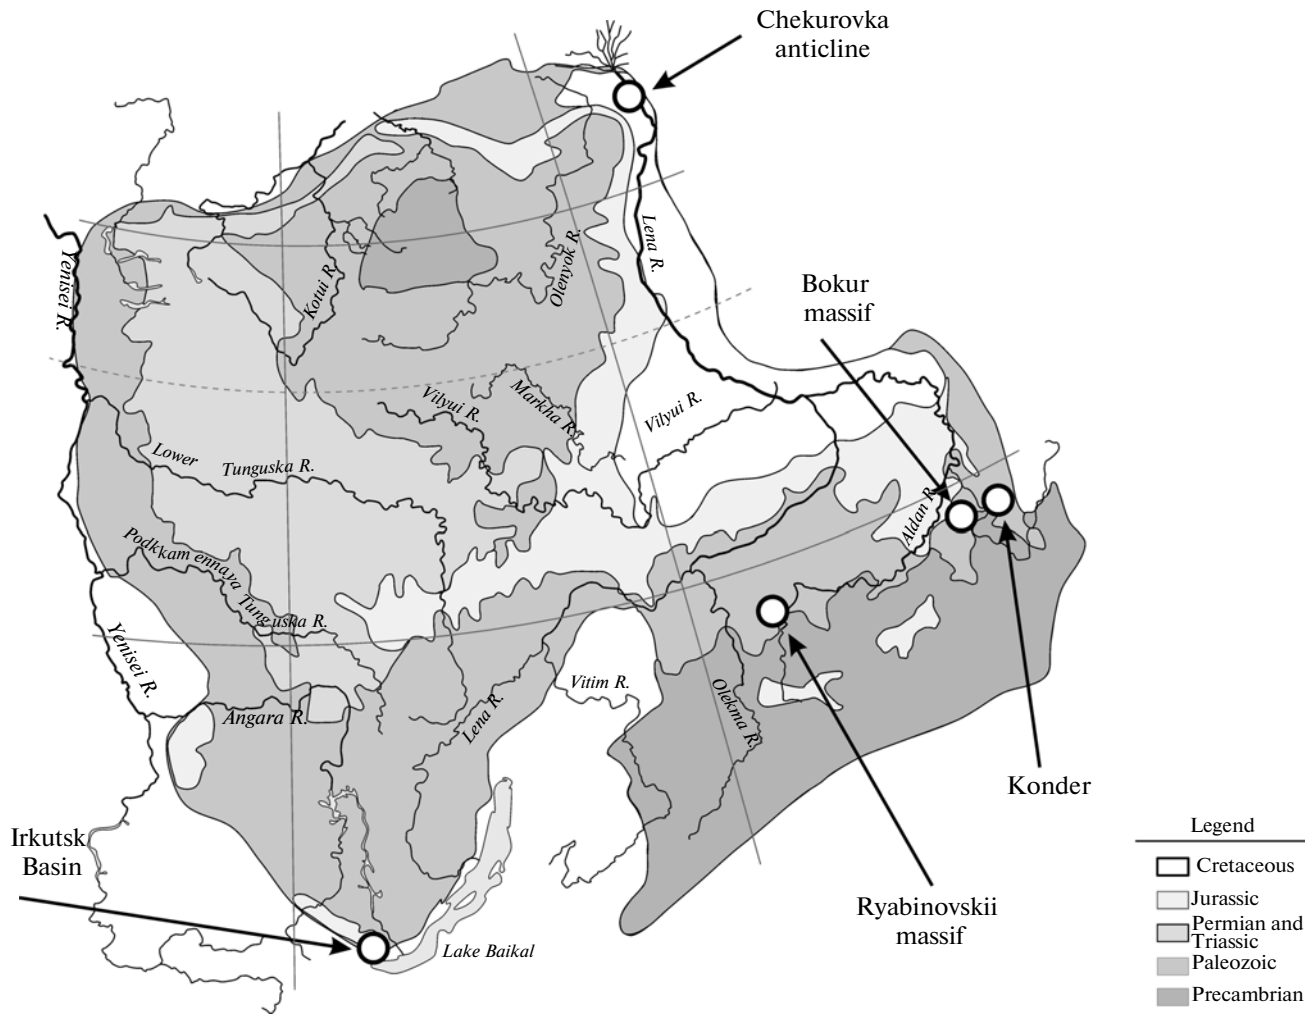 Chekurovka
anticline
Lena R.
Yenisei R.
Olenyok R.
Kotui R.
Bokur
massif
Vilyui R.
Markha R.
Vilyui R.
Lower
Tunguska R.
Aldan R.
Podkkam ennaya
Tunguska R.
Yenisei R.
Vitim R.
Olekma R.
Lena R.
Angara R.
Konder
Irkutsk
Basin
Ryabinovskii
massif
Lake Baikal
Legend
Cretaceous
Jurassic
Permian and
Triassic
Paleozoic
Precambrian